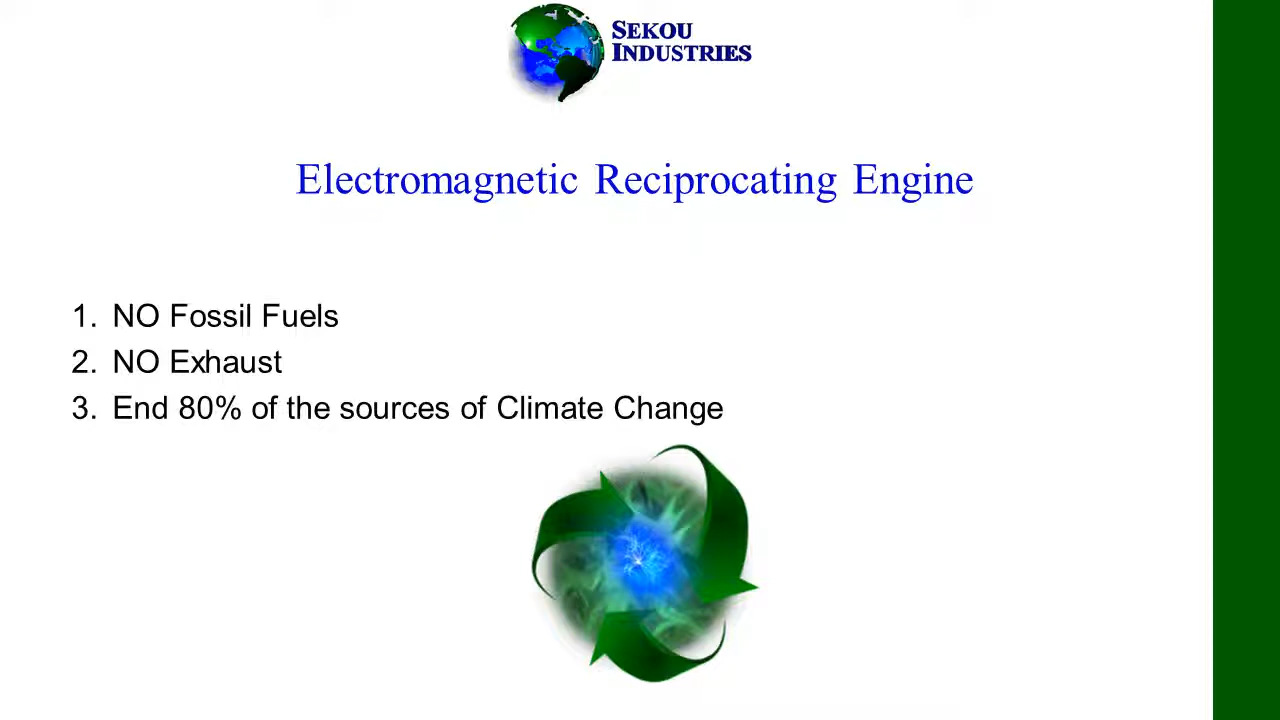 SEKOU
INDUSTRIES
Electromagnetic Reciprocating Engine
1. NO Fossil Fuels
2. NO Exhaust
3. End 80% of the sources of Climate Change